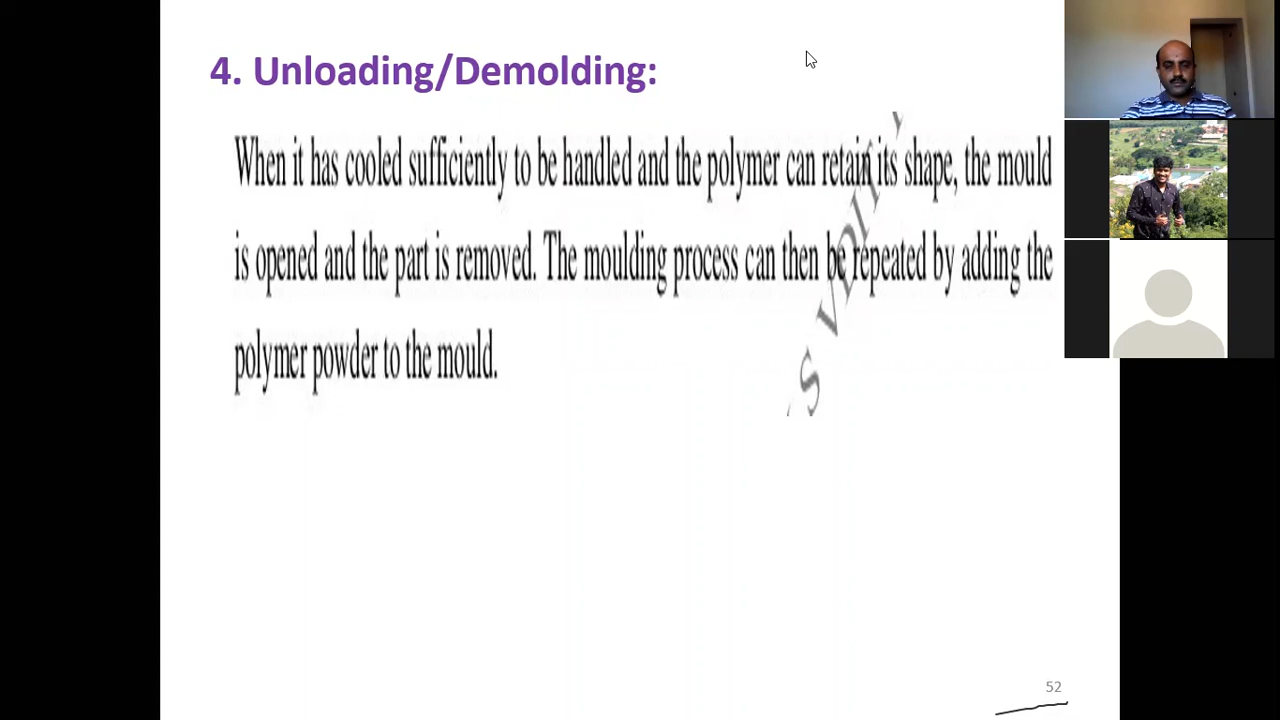 4. Unloading/Demolding:
When it has cooled sufficiently to be handled and the polymer can retain its shape, the mould
is opened and the part is removed. The moulding process can then be repeated by adding the
polymer powder to the mould.
52